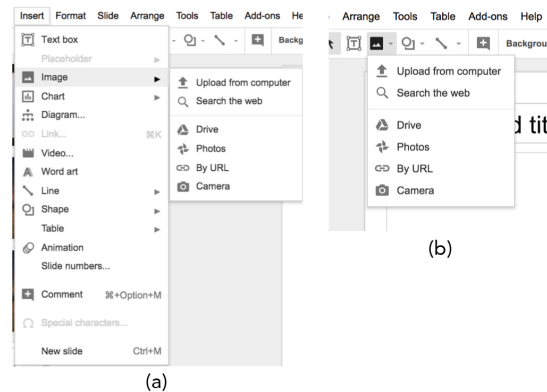 Insert Format Slide Arrange Tools Table Add-ons He
Backg
Text box
Placeholder
Image
Chart
Diagram...
Link... ⌘K
Video...
Word art
Line
Shape
Table
Animation
Slide numbers...
Comment ⌘+Option+M
Special characters...
New slide Ctrl+M
Upload from computer
Search the web
Drive
Photos
By URL
Camera
(a)
Arrange Tools Table Add-ons Help
Backgrou
Upload from computer
Search the web
Drive
Photos
By URL
Camera
d tit
(b)